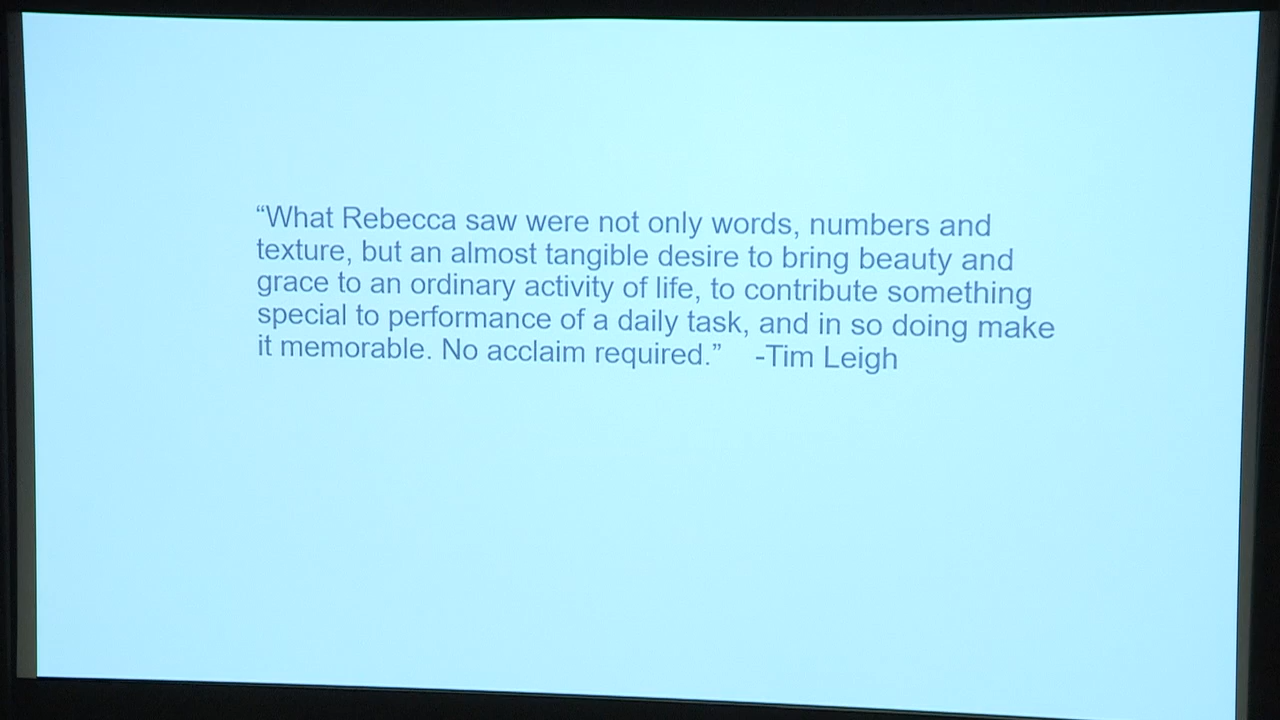 “What Rebecca saw were not only words, numbers and
texture, but an almost tangible desire to bring beauty and
grace to an ordinary activity of life, to contribute something
special to performance of a daily task, and in so doing make
it memorable. No acclaim required.” -Tim Leigh